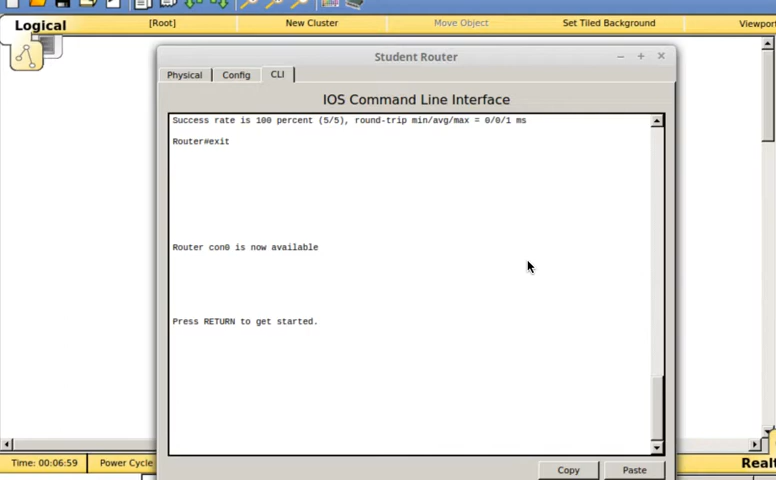 Logical
[Root]
New Cluster
Move Object
Set Tiled Background
Viewport
Student Router
Physical
Config
CLI
IOS Command Line Interface
Success rate is 100 percent (5/5), round-trip min/avg/max = 0/0/1 ms
Router#exit
Router con0 is now available
Press RETURN to get started.
Time: 00:06:59
Power Cycle
Copy
Paste
Realt